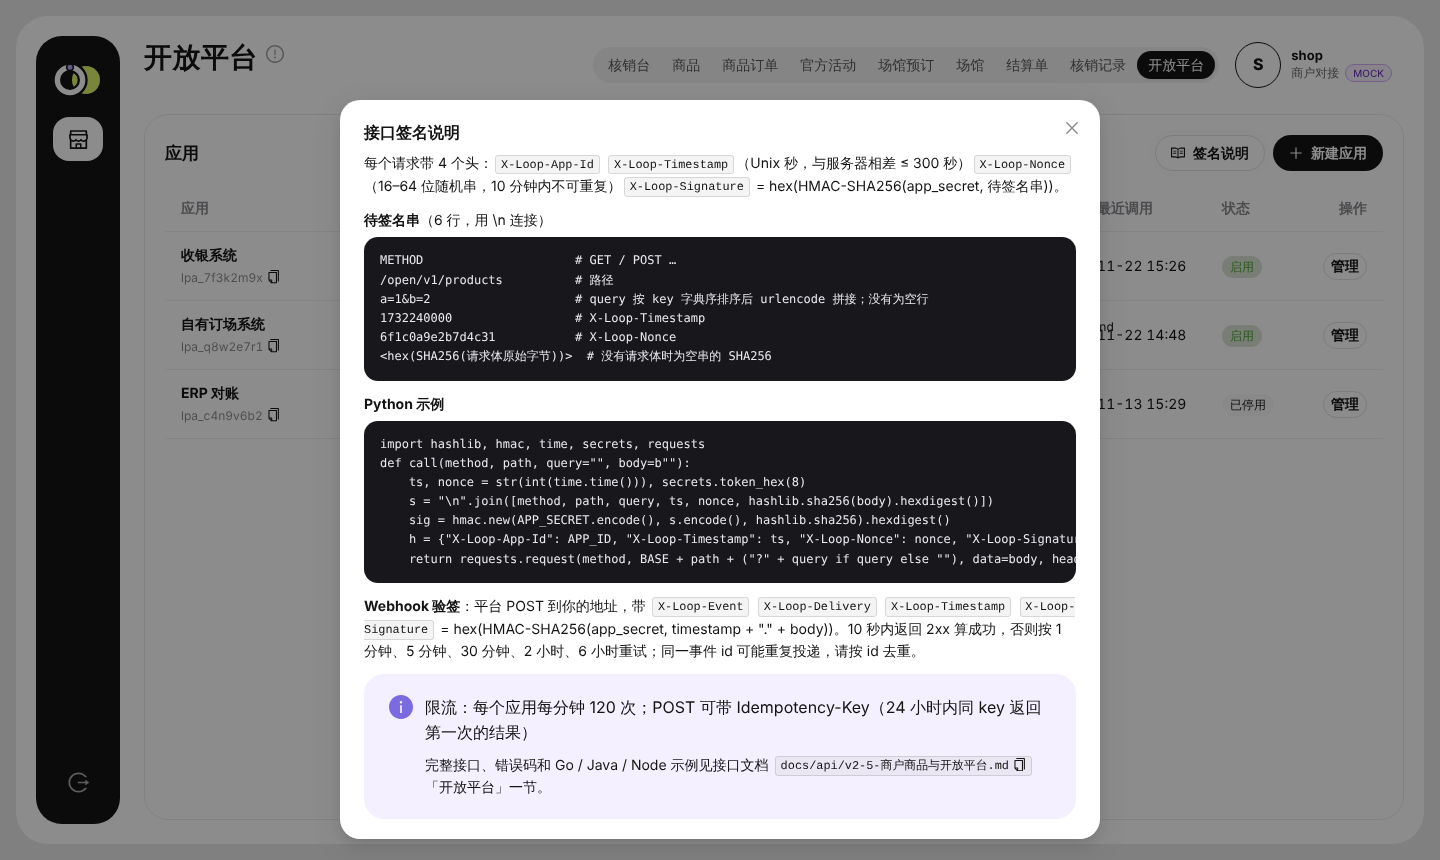 开放平台
核销台 商品 商品订单 官方活动 场馆预订 场馆 结算单 核销记录 开放平台
S
shop
商户对接 MOCK
应用
签名说明
新建应用
应用 最近调用 状态 操作
收银系统
lpa_7f3k2m9x
11-22 15:26 启用 管理
自有订场系统
lpa_q8w2e7r1
nd
11-22 14:48 启用 管理
ERP 对账
lpa_c4n9v6b2
11-13 15:29 已停用 管理
接口签名说明
每个请求带 4 个头： X-Loop-App-Id X-Loop-Timestamp （Unix 秒，与服务器相差 ≤ 300 秒） X-Loop-Nonce
（16–64 位随机串，10 分钟内不可重复） X-Loop-Signature = hex(HMAC-SHA256(app_secret, 待签名串))。
待签名串（6 行，用 \n 连接）
METHOD # GET / POST …
/open/v1/products # 路径
a=1&b=2 # query 按 key 字典序排序后 urlencode 拼接；没有为空行
1732240000 # X-Loop-Timestamp
6f1c0a9e2b7d4c31 # X-Loop-Nonce
<hex(SHA256(请求体原始字节))> # 没有请求体时为空串的 SHA256
Python 示例
import hashlib, hmac, time, secrets, requests
def call(method, path, query="", body=b""):
ts, nonce = str(int(time.time())), secrets.token_hex(8)
s = "\n".join([method, path, query, ts, nonce, hashlib.sha256(body).hexdigest()])
sig = hmac.new(APP_SECRET.encode(), s.encode(), hashlib.sha256).hexdigest()
h = {"X-Loop-App-Id": APP_ID, "X-Loop-Timestamp": ts, "X-Loop-Nonce": nonce, "X-Loop-Signatur
return requests.request(method, BASE + path + ("?" + query if query else ""), data=body, head
Webhook 验签：平台 POST 到你的地址，带 X-Loop-Event X-Loop-Delivery X-Loop-Timestamp X-Loop-
Signature = hex(HMAC-SHA256(app_secret, timestamp + "." + body))。10 秒内返回 2xx 算成功，否则按 1
分钟、5 分钟、30 分钟、2 小时、6 小时重试；同一事件 id 可能重复投递，请按 id 去重。
限流：每个应用每分钟 120 次；POST 可带 Idempotency-Key（24 小时内同 key 返回
第一次的结果）
完整接口、错误码和 Go / Java / Node 示例见接口文档 docs/api/v2-5-商户商品与开放平台.md
「开放平台」一节。